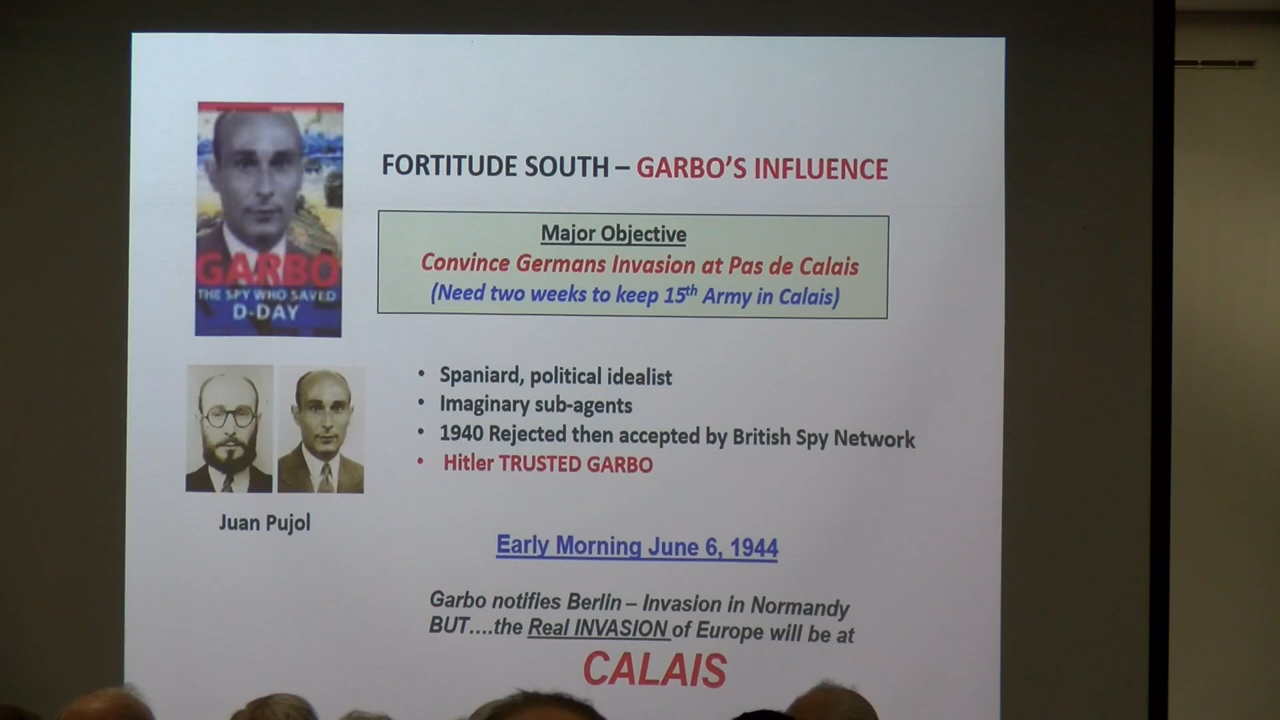 GARBO
THE SPY WHO SAVED
D-DAY
FORTITUDE SOUTH – GARBO'S INFLUENCE
Major Objective
Convince Germans Invasion at Pas de Calais
(Need two weeks to keep 15th Army in Calais)
• Spaniard, political idealist
• Imaginary sub-agents
• 1940 Rejected then accepted by British Spy Network
• Hitler TRUSTED GARBO
Juan Pujol
Early Morning June 6, 1944
Garbo notifies Berlin – Invasion in Normandy
BUT....the Real INVASION of Europe will be at
CALAIS